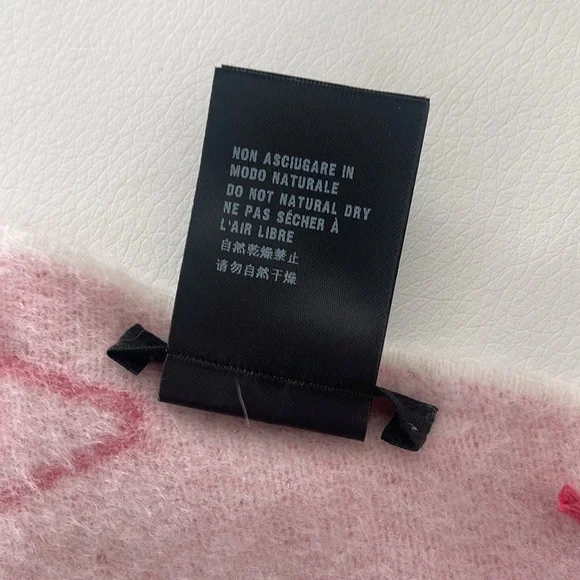 NON ASCIUGARE IN
MODO NATURALE
DO NOT NATURAL DRY
NE PAS SÉCHER À
L'AIR LIBRE
自然乾燥禁止
请勿自然干燥